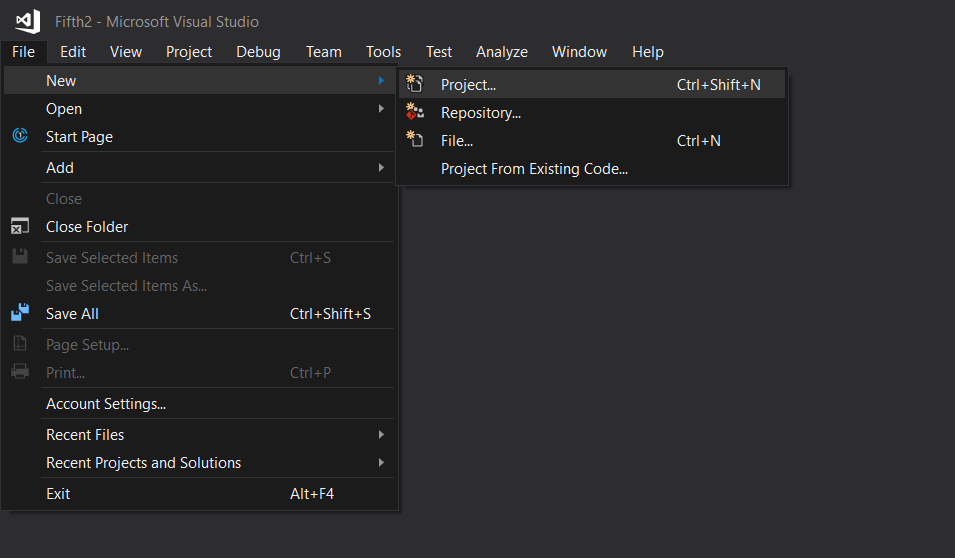 Fifth2 - Microsoft Visual Studio
File Edit View Project Debug Team Tools Test Analyze Window Help
New
Open
Start Page
Add
Close
Close Folder
Save Selected Items Ctrl+S
Save Selected Items As...
Save All Ctrl+Shift+S
Page Setup...
Print... Ctrl+P
Account Settings...
Recent Files
Recent Projects and Solutions
Exit Alt+F4
Project... Ctrl+Shift+N
Repository...
File... Ctrl+N
Project From Existing Code...